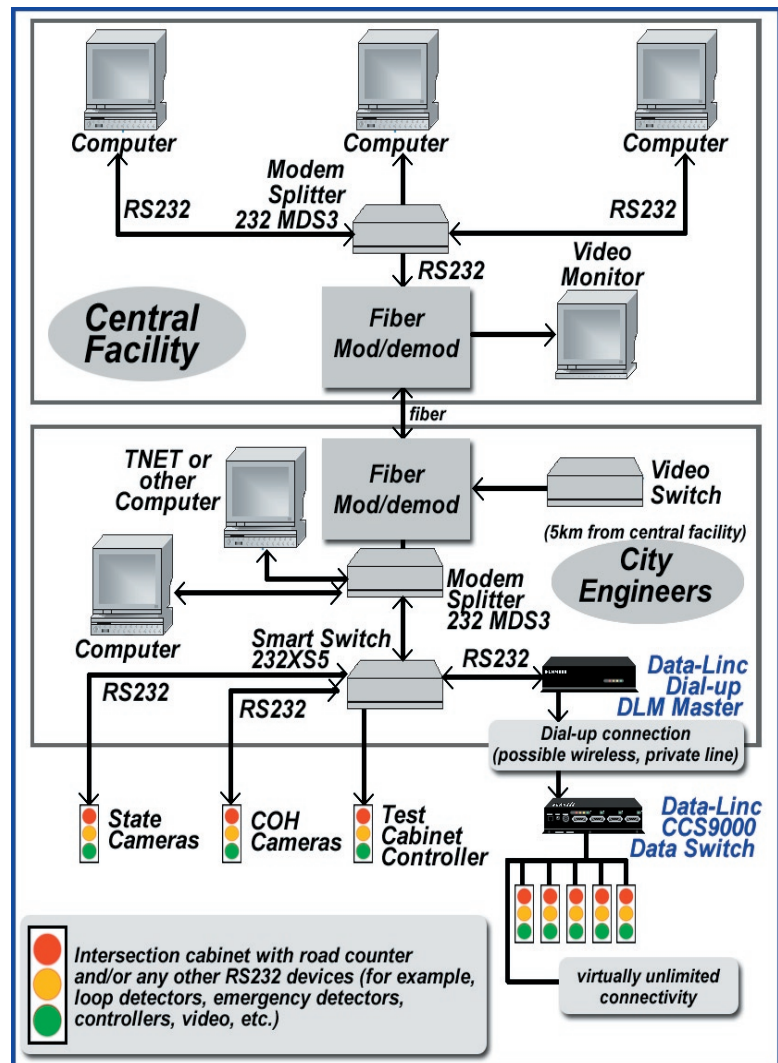 Computer
Computer
Computer
Modem
Splitter
232 MDS3
RS232
RS232
RS232
Video
Monitor
Central
Facility
Fiber
Mod/demod
fiber
TNET or
other
Computer
Fiber
Mod/demod
Video
Switch
(5km from central facility)
City
Engineers
Modem
Splitter
232 MDS3
Computer
Smart Switch
232XS5
RS232
RS232
RS232
Data-Linc
Dial-up
DLM Master
Dial-up connection
(possible wireless, private line)
State
Cameras
COH
Cameras
Test
Cabinet
Controller
Data-Linc
CCS9000
Data Switch
Intersection cabinet with road counter
and/or any other RS232 devices (for example,
loop detectors, emergency detectors,
controllers, video, etc.)
virtually unlimited
connectivity